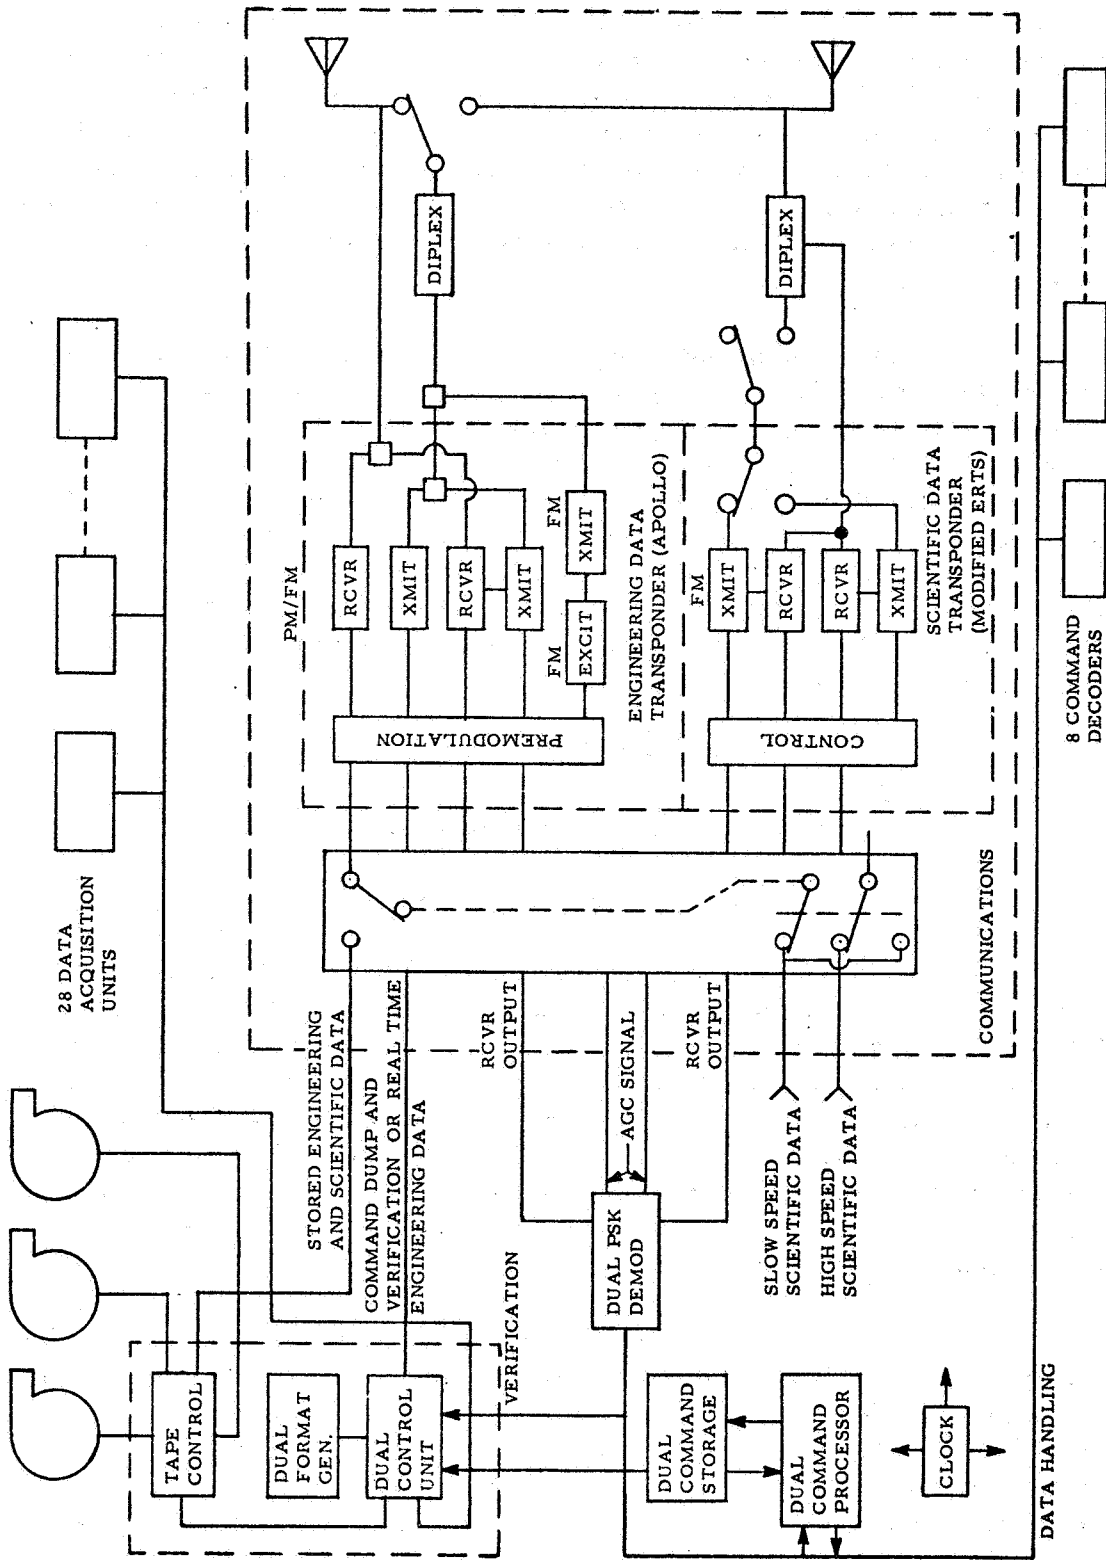 28 DATA
ACQUISITION
UNITS
TAPE
CONTROL
DUAL
FORMAT
GEN.
DUAL
CONTROL
UNIT
VERIFICATION
STORED ENGINEERING
AND SCIENTIFIC DATA
COMMAND DUMP AND
VERIFICATION OR REAL TIME
ENGINEERING DATA
RCVR
OUTPUT
AGC SIGNAL
RCVR
OUTPUT
DUAL PSK
DEMOD
SLOW SPEED
SCIENTIFIC DATA
HIGH SPEED
SCIENTIFIC DATA
DUAL
COMMAND
STORAGE
DUAL
COMMAND
PROCESSOR
CLOCK
DATA HANDLING
COMMUNICATIONS
PREMODULATION
PM/FM
RCVR
XMIT
RCVR
XMIT
FM
EXCIT
FM
XMIT
ENGINEERING DATA
TRANSPONDER (APOLLO)
DIPLEX
CONTROL
FM
XMIT
RCVR
RCVR
XMIT
SCIENTIFIC DATA
TRANSPONDER
(MODIFIED ERTS)
DIPLEX
8 COMMAND
DECODERS